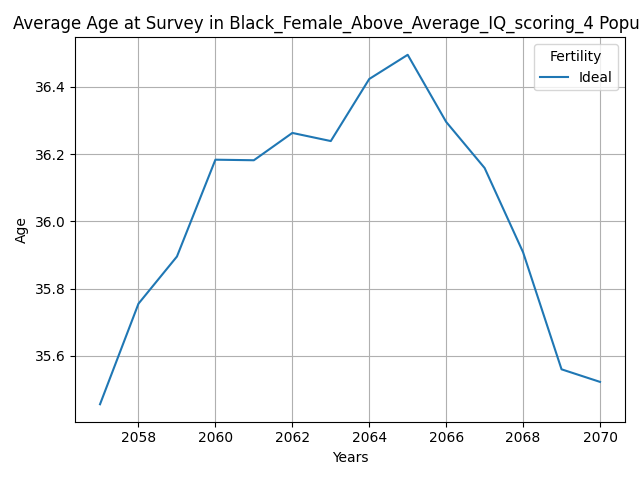 Average Age at Survey in Black_Female_Above_Average_IQ_scoring_4 Popu
Fertility
Ideal
36.4
36.2
36.0
35.8
35.6
Age
2058 2060 2062 2064 2066 2068 2070
Years